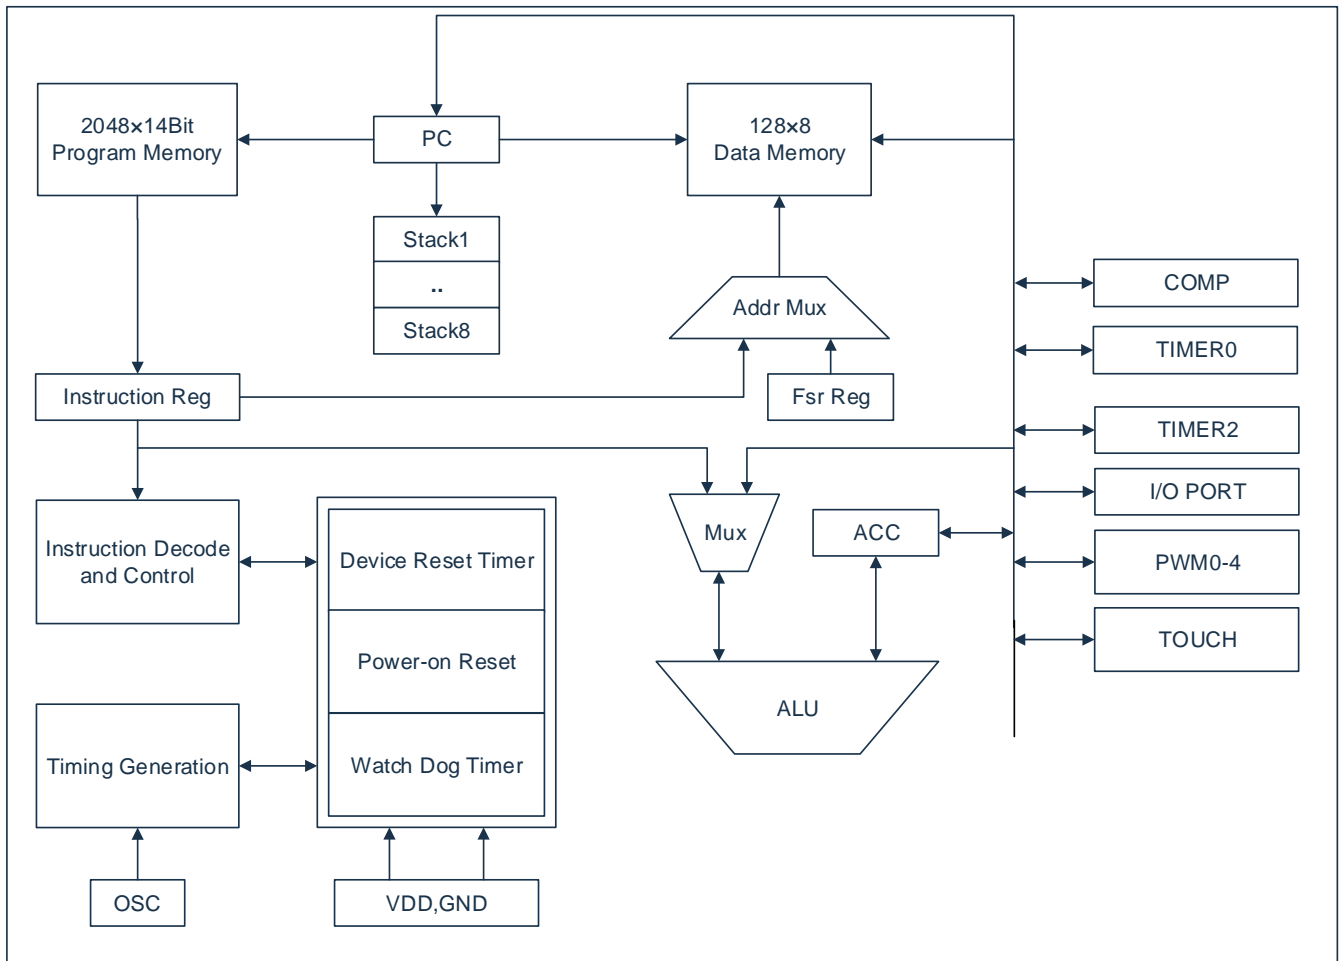 2048×14Bit
Program Memory
PC
128×8
Data Memory
Stack1
..
Stack8
Addr Mux
COMP
TIMER0
Instruction Reg
Fsr Reg
TIMER2
I/O PORT
Instruction Decode
and Control
Device Reset Timer
Mux
ACC
PWM0-4
TOUCH
Power-on Reset
ALU
Timing Generation
Watch Dog Timer
OSC
VDD,GND